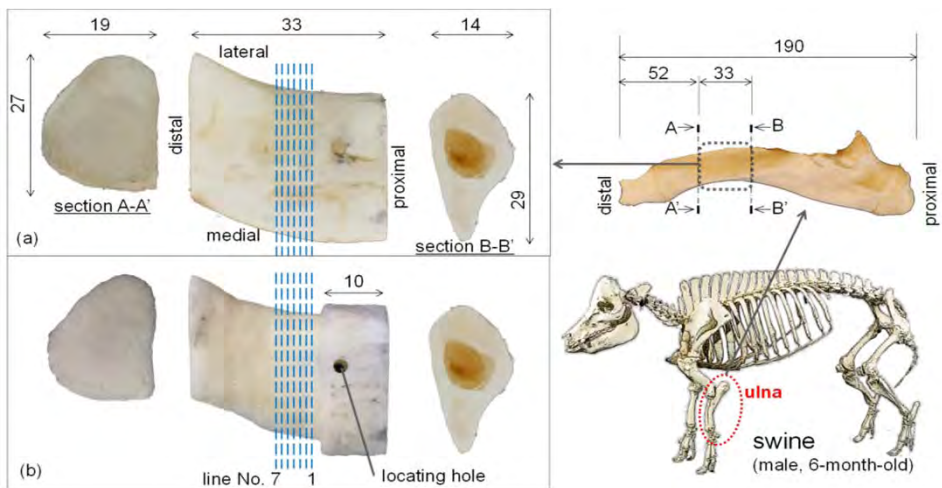 19
33
14
27
lateral
distal
proximal
29
section A-A'
medial
section B-B'
(a)
10
(b)
line No. 7 1
locating hole
190
52
33
A
B
distal
proximal
A'
B'
ulna
swine
(male, 6-month-old)